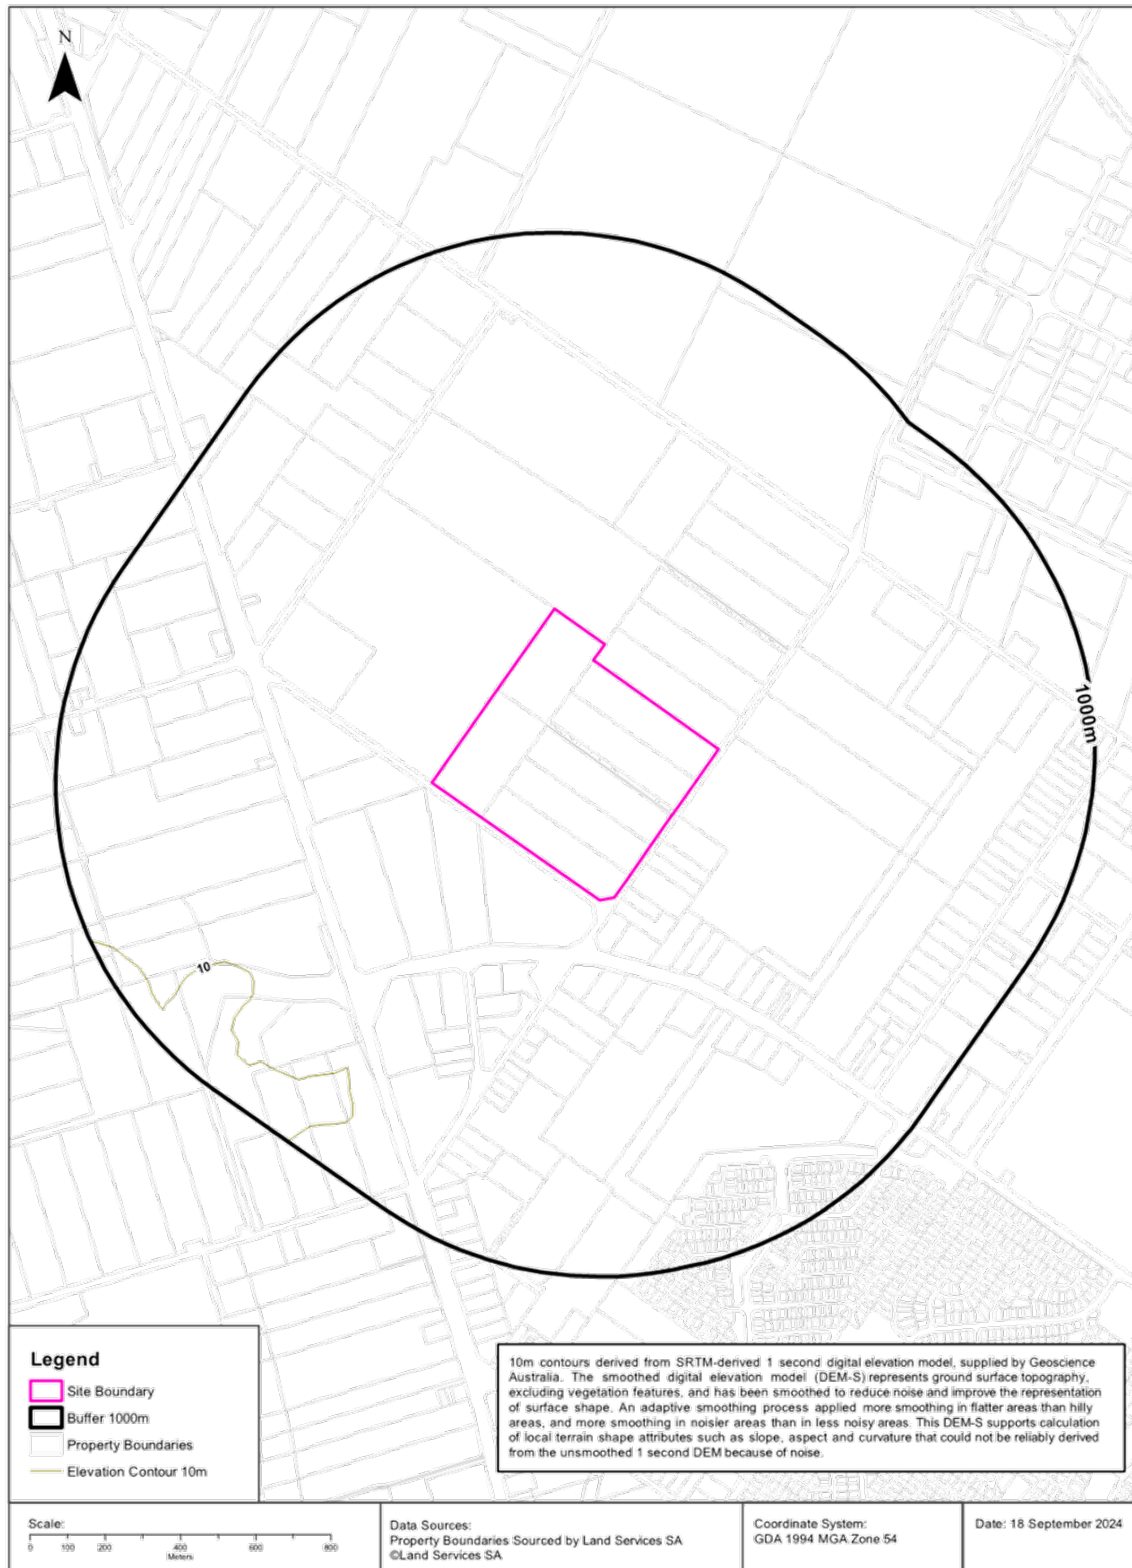 N
1000m
10
Legend
Site Boundary
Buffer 1000m
Property Boundaries
Elevation Contour 10m
10m contours derived from SRTM-derived 1 second digital elevation model, supplied by Geoscience
Australia. The smoothed digital elevation model (DEM-S) represents ground surface topography,
excluding vegetation features, and has been smoothed to reduce noise and improve the representation
of surface shape. An adaptive smoothing process applied more smoothing in flatter areas than hilly
areas, and more smoothing in noisier areas than in less noisy areas. This DEM-S supports calculation
of local terrain shape attributes such as slope, aspect and curvature that could not be reliably derived
from the unsmoothed 1 second DEM because of noise.
Scale:
0 100 200 400 600 800
Meters
Data Sources:
Property Boundaries Sourced by Land Services SA
©Land Services SA
Coordinate System:
GDA 1994 MGA Zone 54
Date: 18 September 2024